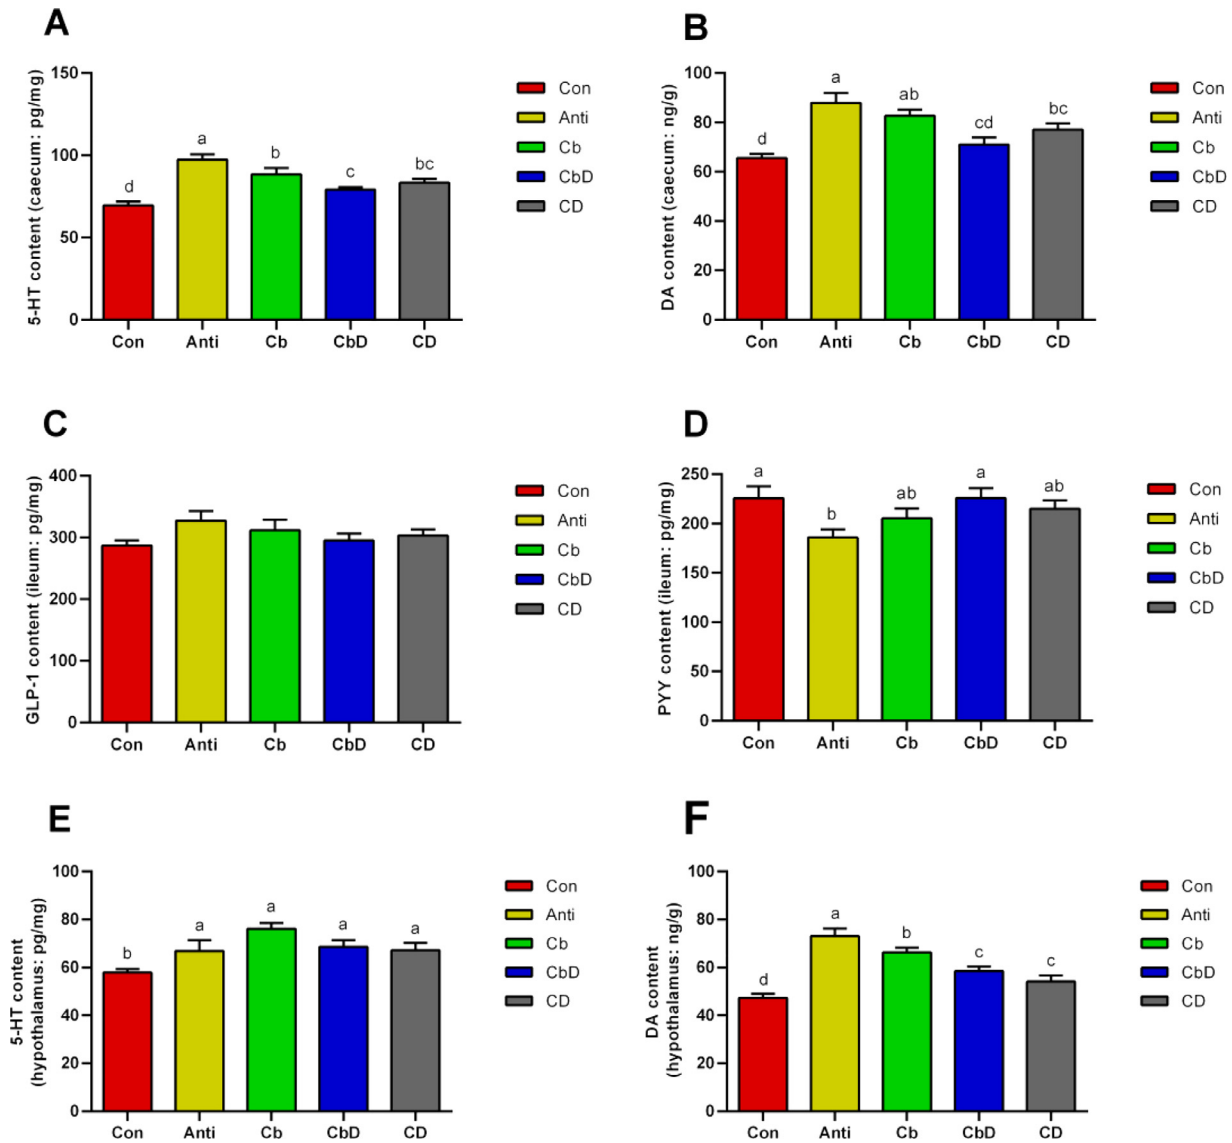 A
5-HT content (caecum: pg/mg)
150
100
50
0
d
a
b
c
bc
Con
Anti
Cb
CbD
CD
Con
Anti
Cb
CbD
CD
B
DA content (caecum: ng/g)
100
80
60
40
20
0
d
a
ab
cd
bc
Con
Anti
Cb
CbD
CD
Con
Anti
Cb
CbD
CD
C
GLP-1 content (ileum: pg/mg)
400
300
200
100
0
Con
Anti
Cb
CbD
CD
Con
Anti
Cb
CbD
CD
D
PYY content (ileum: pg/mg)
250
200
150
100
50
0
a
b
ab
a
ab
Con
Anti
Cb
CbD
CD
Con
Anti
Cb
CbD
CD
E
5-HT content
(hypothalamus: pg/mg)
100
80
60
40
20
0
b
a
a
a
a
Con
Anti
Cb
CbD
CD
Con
Anti
Cb
CbD
CD
F
DA content
(hypothalamus: ng/g)
100
80
60
40
20
0
d
a
b
c
c
Con
Anti
Cb
CbD
CD
Con
Anti
Cb
CbD
CD